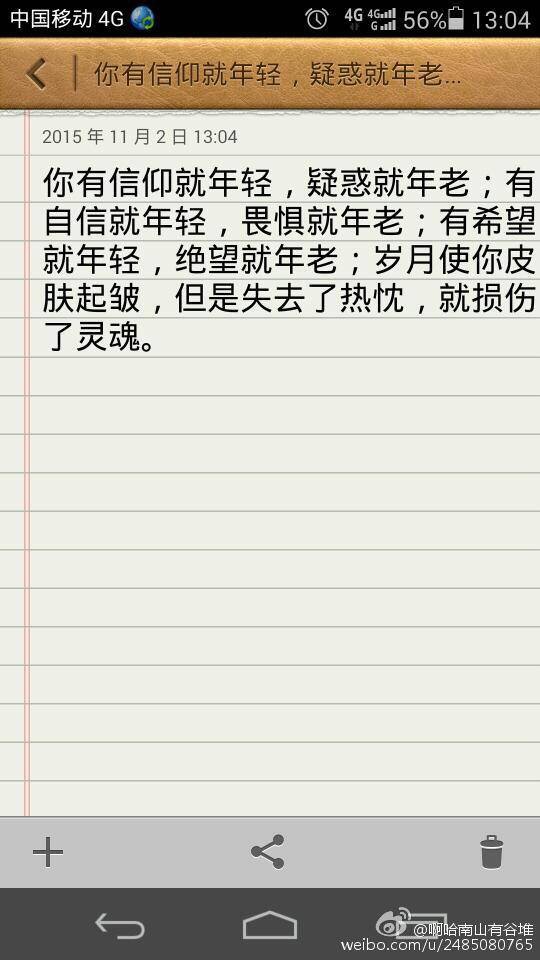 中国移动 4G 4G 4G G 56% 13:04
你有信仰就年轻，疑惑就年老...
2015 年 11 月 2 日 13:04
你有信仰就年轻，疑惑就年老；有
自信就年轻，畏惧就年老；有希望
就年轻，绝望就年老；岁月使你皮
肤起皱，但是失去了热忱，就损伤
了灵魂。
@啊哈南山有谷堆
weibo.com/u/2485080765